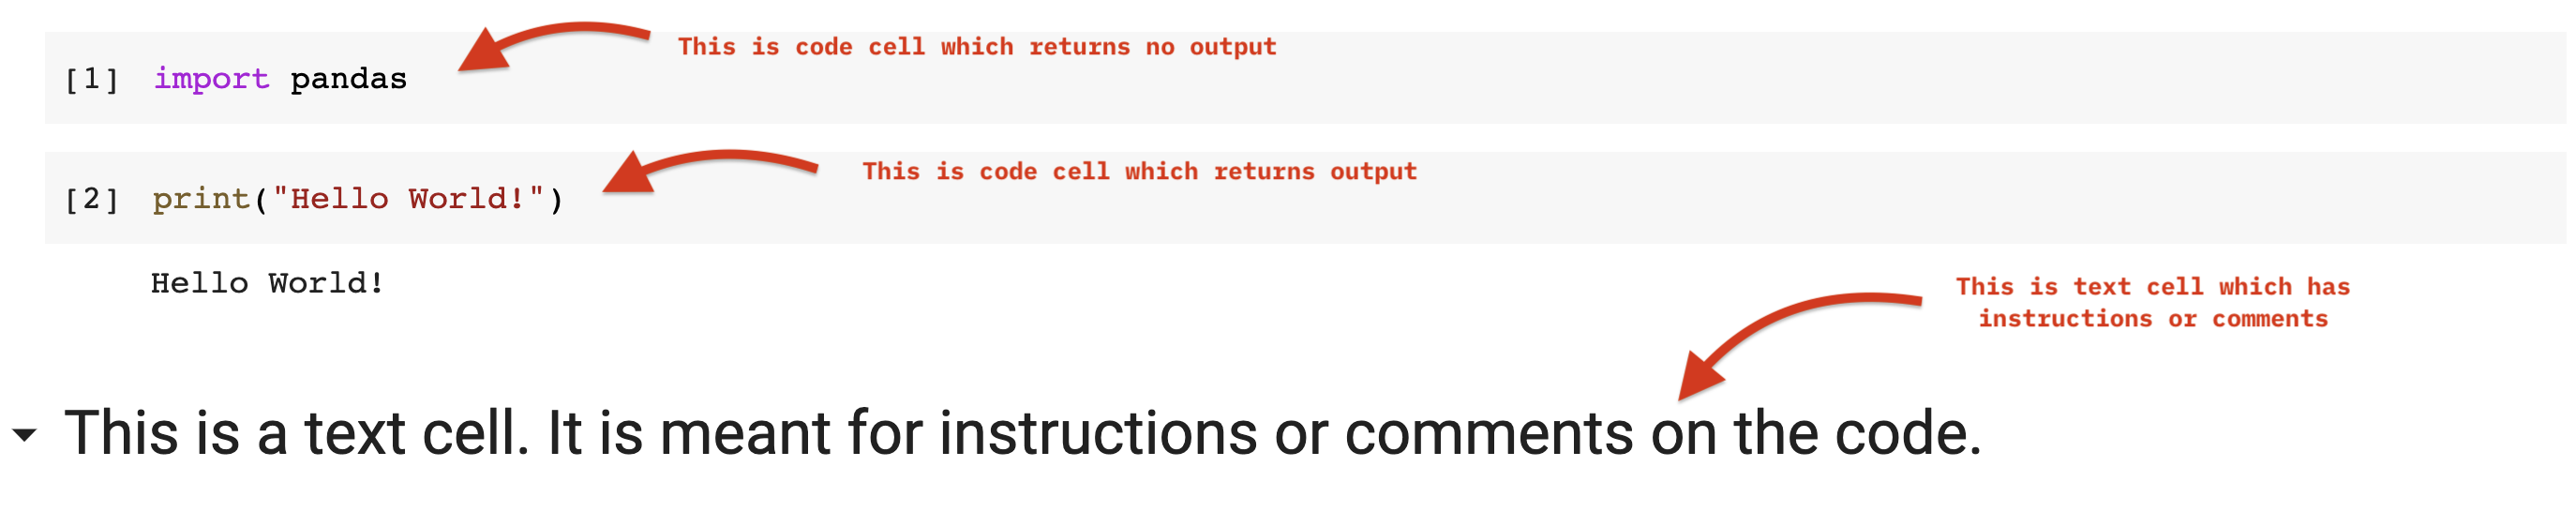 This is code cell which returns no output
[1] import pandas
This is code cell which returns output
[2] print("Hello World!")
Hello World!
This is text cell which has
instructions or comments
This is a text cell. It is meant for instructions or comments on the code.